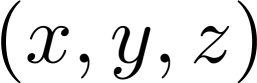 (x, y, z)